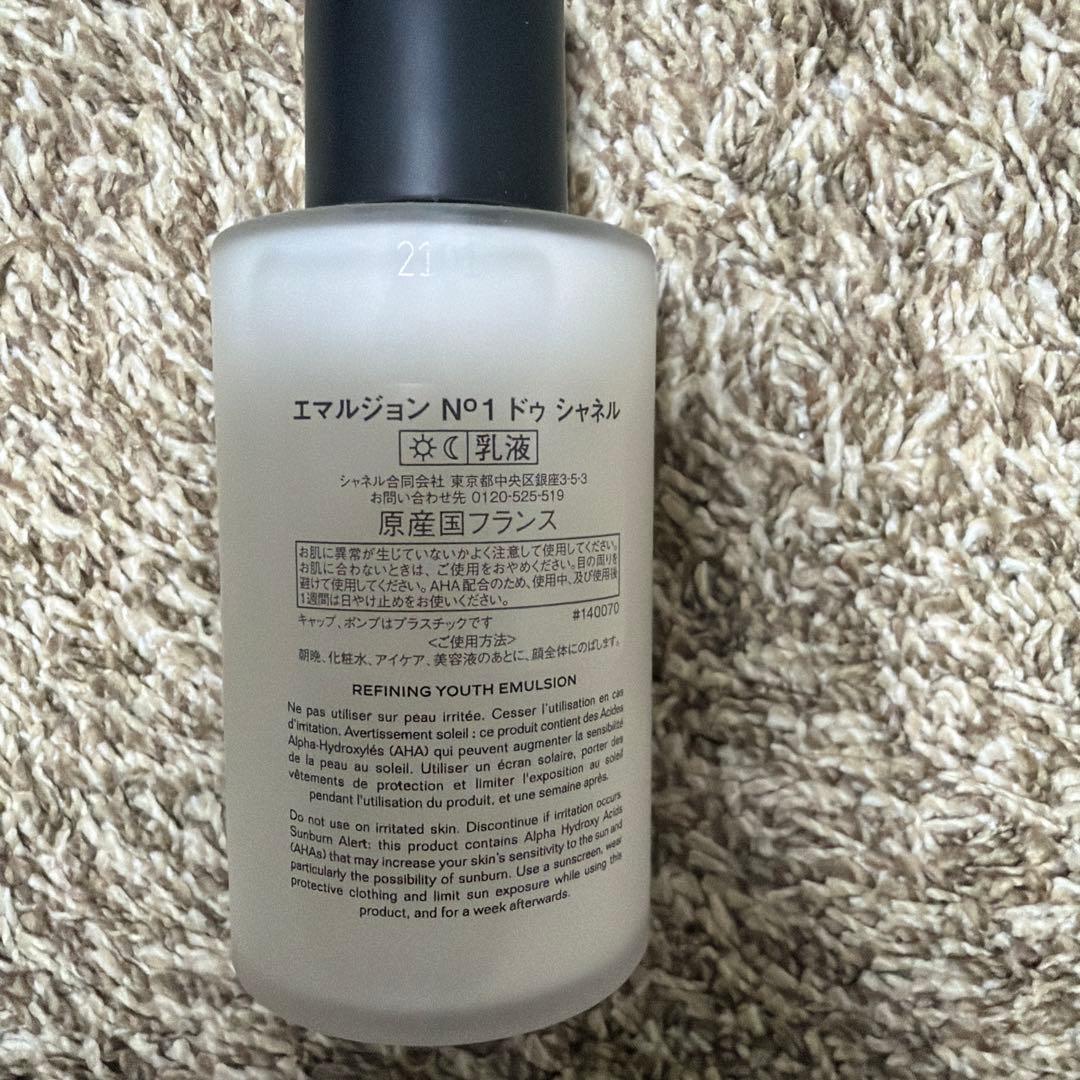 21
エマルジョン Nº1 ドゥ シャネル
乳液
シャネル合同会社 東京都中央区銀座3-5-3
お問い合わせ先 0120-525-519
原産国フランス
お肌に異常が生じていないかよく注意して使用してください。
お肌に合わないときは、ご使用をおやめください。目の周りを
避けて使用してください。AHA配合のため、使用中、及び使用後
1週間は日やけ止めをお使いください。
#140070
キャップ、ポンプはプラスチックです
<ご使用方法>
朝晩、化粧水、アイケア、美容液のあとに、顔全体にのばします。
REFINING YOUTH EMULSION
Ne pas utiliser sur peau irritée. Cesser l'utilisation en cas
d'irritation. Avertissement soleil : ce produit contient des Acides
Alpha-Hydroxylés (AHA) qui peuvent augmenter la sensibilité
de la peau au soleil. Utiliser un écran solaire, porter des
vêtements de protection et limiter l'exposition au soleil
pendant l'utilisation du produit, et une semaine après.
Do not use on irritated skin. Discontinue if irritation occurs.
Sunburn Alert: this product contains Alpha Hydroxy Acids
(AHAs) that may increase your skin's sensitivity to the sun and
particularly the possibility of sunburn. Use a sunscreen, wear
protective clothing and limit sun exposure while using this
product, and for a week afterwards.